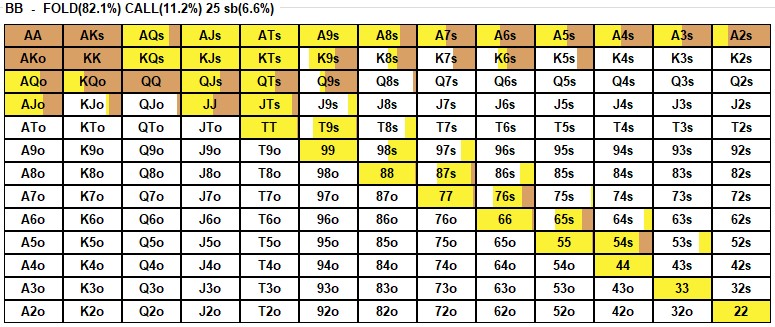 BB - FOLD(82.1%) CALL(11.2%) 25 sb(6.6%)
AA AKs AQs AJs ATs A9s A8s A7s A6s A5s A4s A3s A2s
AKo KK KQs KJs KTs K9s K8s K7s K6s K5s K4s K3s K2s
AQo KQo QQ QJs QTs Q9s Q8s Q7s Q6s Q5s Q4s Q3s Q2s
AJo KJo QJo JJ JTs J9s J8s J7s J6s J5s J4s J3s J2s
ATo KTo QTo JTo TT T9s T8s T7s T6s T5s T4s T3s T2s
A9o K9o Q9o J9o T9o 99 98s 97s 96s 95s 94s 93s 92s
A8o K8o Q8o J8o T8o 98o 88 87s 86s 85s 84s 83s 82s
A7o K7o Q7o J7o T7o 97o 87o 77 76s 75s 74s 73s 72s
A6o K6o Q6o J6o T6o 96o 86o 76o 66 65s 64s 63s 62s
A5o K5o Q5o J5o T5o 95o 85o 75o 65o 55 54s 53s 52s
A4o K4o Q4o J4o T4o 94o 84o 74o 64o 54o 44 43s 42s
A3o K3o Q3o J3o T3o 93o 83o 73o 63o 53o 43o 33 32s
A2o K2o Q2o J2o T2o 92o 82o 72o 62o 52o 42o 32o 22